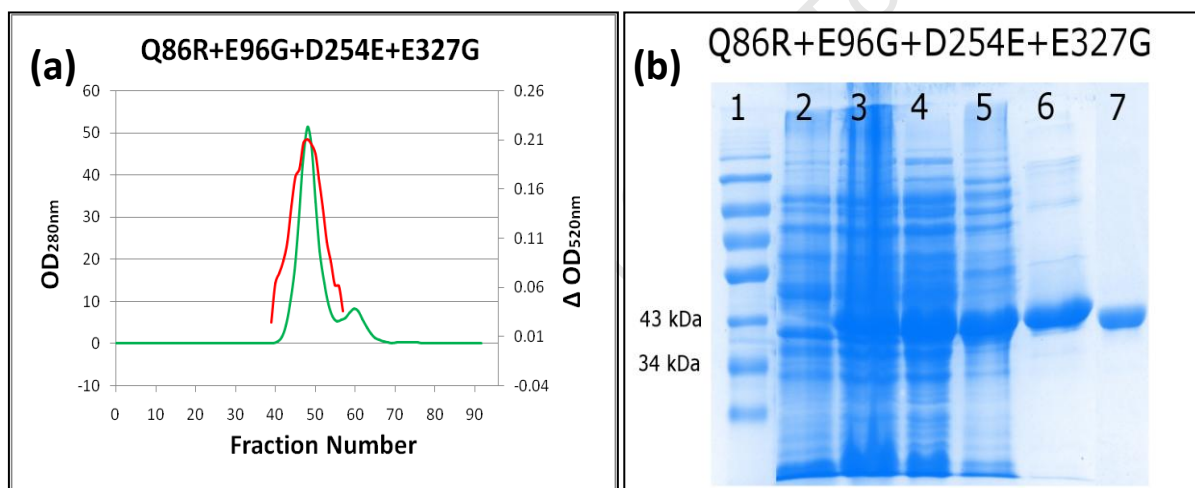 (a)
Q86R+E96G+D254E+E327G
60
50
40
30
20
10
0
-10
OD280nm
0.26
0.21
0.16
0.11
0.06
0.01
-0.04
Δ OD520nm
0 10 20 30 40 50 60 70 80 90
Fraction Number
(b)
Q86R+E96G+D254E+E327G
1 2 3 4 5 6 7
43 kDa
34 kDa